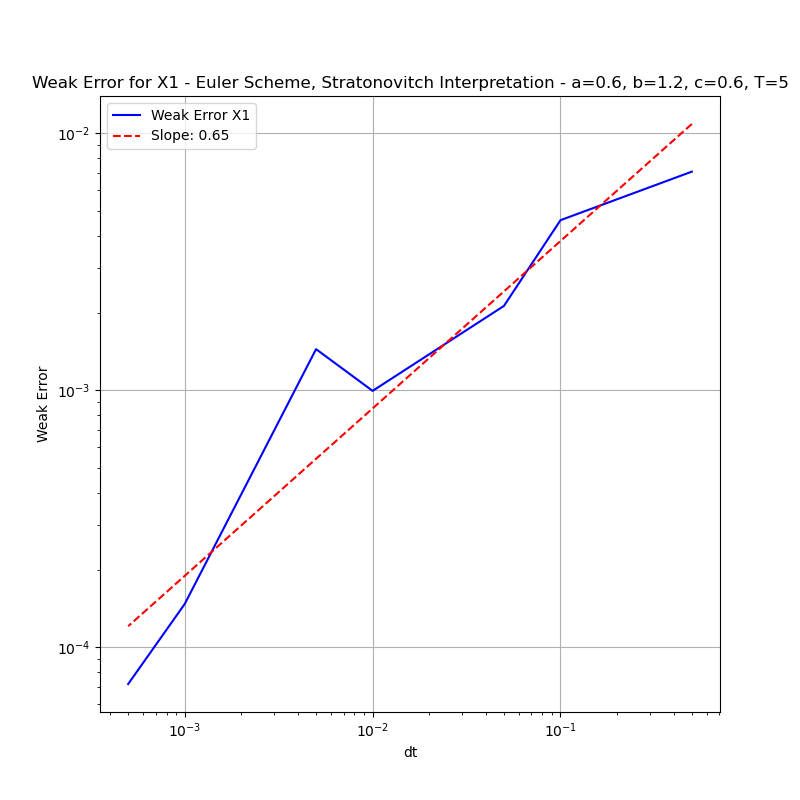 Weak Error for X1 - Euler Scheme, Stratonovitch Interpretation - a=0.6, b=1.2, c=0.6, T=5
Weak Error X1
Slope: 0.65
10⁻²
10⁻³
10⁻⁴
Weak Error
10⁻³
10⁻²
10⁻¹
dt